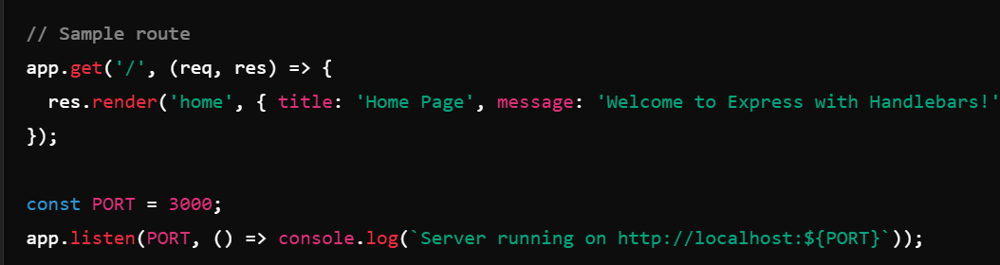 // Sample route
app.get('/', (req, res) => {
  res.render('home', { title: 'Home Page', message: 'Welcome to Express with Handlebars!'
});
const PORT = 3000;
app.listen(PORT, () => console.log(`Server running on http://localhost:${PORT}`));